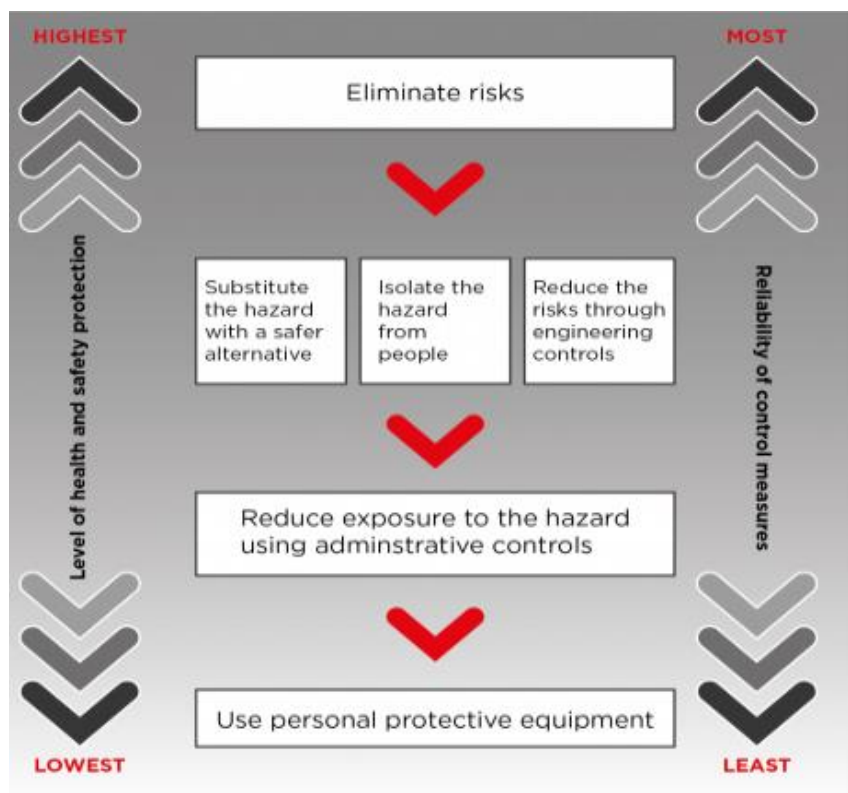 HIGHEST
MOST
Eliminate risks
Substitute
the hazard
with a safer
alternative
Isolate the
hazard
from
people
Reduce the
risks through
engineering
controls
Level of health and safety protection
Reliability of control measures
Reduce exposure to the hazard
using adminstrative controls
Use personal protective equipment
LOWEST
LEAST